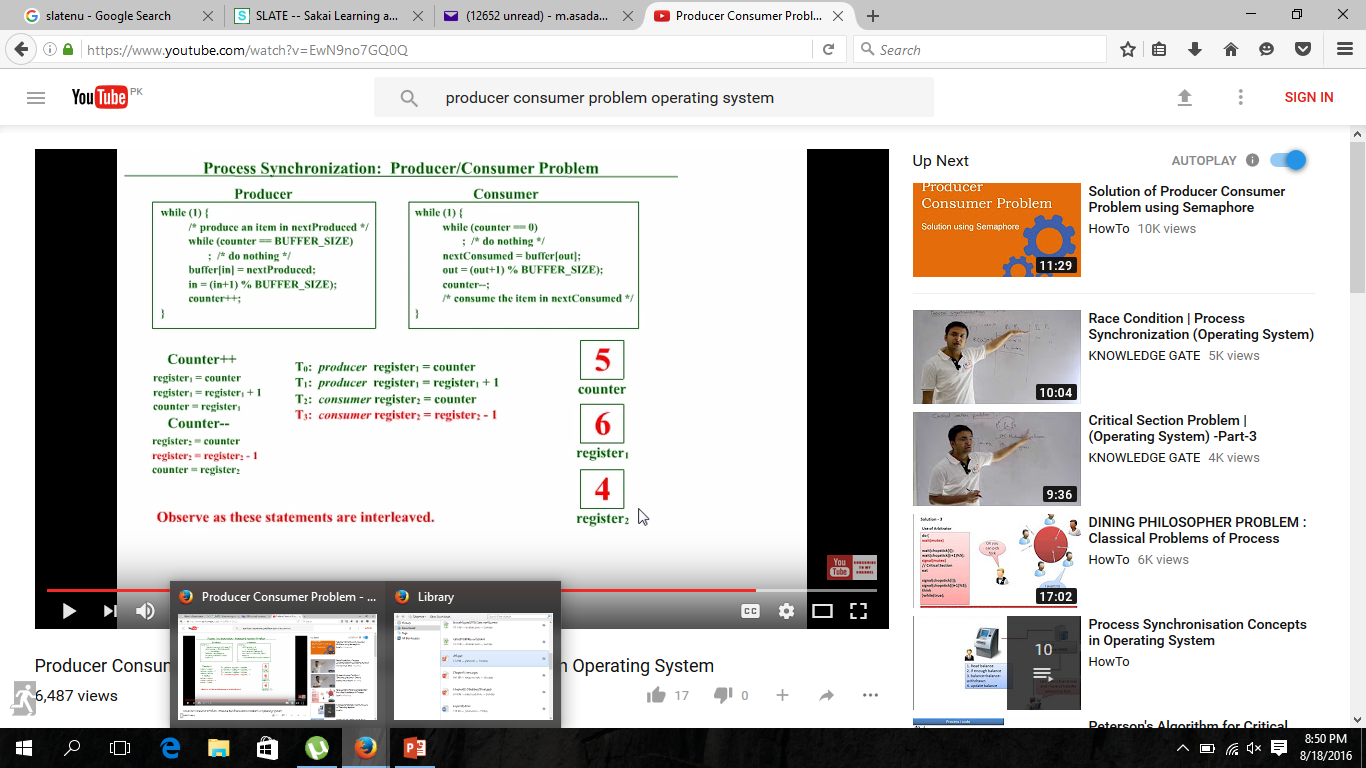 slatenu - Google Search
SLATE -- Sakai Learning a...
(12652 unread) - m.asada...
Producer Consumer Probl...
https://www.youtube.com/watch?v=EwN9no7GQ0Q
Search
YouTube PK
producer consumer problem operating system
SIGN IN
Process Synchronization: Producer/Consumer Problem
Producer
while (1) {
/* produce an item in nextProduced */
while (counter == BUFFER_SIZE)
; /* do nothing */
buffer[in] = nextProduced;
in = (in+1) % BUFFER_SIZE);
counter++;
}
Consumer
while (1) {
while (counter == 0)
; /* do nothing */
nextConsumed = buffer[out];
out = (out+1) % BUFFER_SIZE);
counter--;
/* consume the item in nextConsumed */
}
Counter++
register₁ = counter
register₁ = register₁ + 1
counter = register₁
Counter--
register₂ = counter
register₂ = register₂ - 1
counter = register₂
T₀: producer register₁ = counter
T₁: producer register₁ = register₁ + 1
T₂: consumer register₂ = counter
T₃: consumer register₂ = register₂ - 1
5
counter
6
register₁
4
register₂
Observe as these statements are interleaved.
You Tube
CC
Producer Consumer Problem - ...
Library
Producer Consum
n Operating System
6,487 views
17
0
Up Next
AUTOPLAY
Producer
Consumer Problem
Solution using Semaphore
11:29
Solution of Producer Consumer
Problem using Semaphore
HowTo 10K views
10:04
Race Condition | Process
Synchronization (Operating System)
KNOWLEDGE GATE 5K views
9:36
Critical Section Problem |
(Operating System) -Part-3
KNOWLEDGE GATE 4K views
17:02
DINING PHILOSOPHER PROBLEM :
Classical Problems of Process
HowTo 6K views
10
Process Synchronisation Concepts
in Operating System
HowTo
Peterson's Algorithm for Critical
8:50 PM
8/18/2016